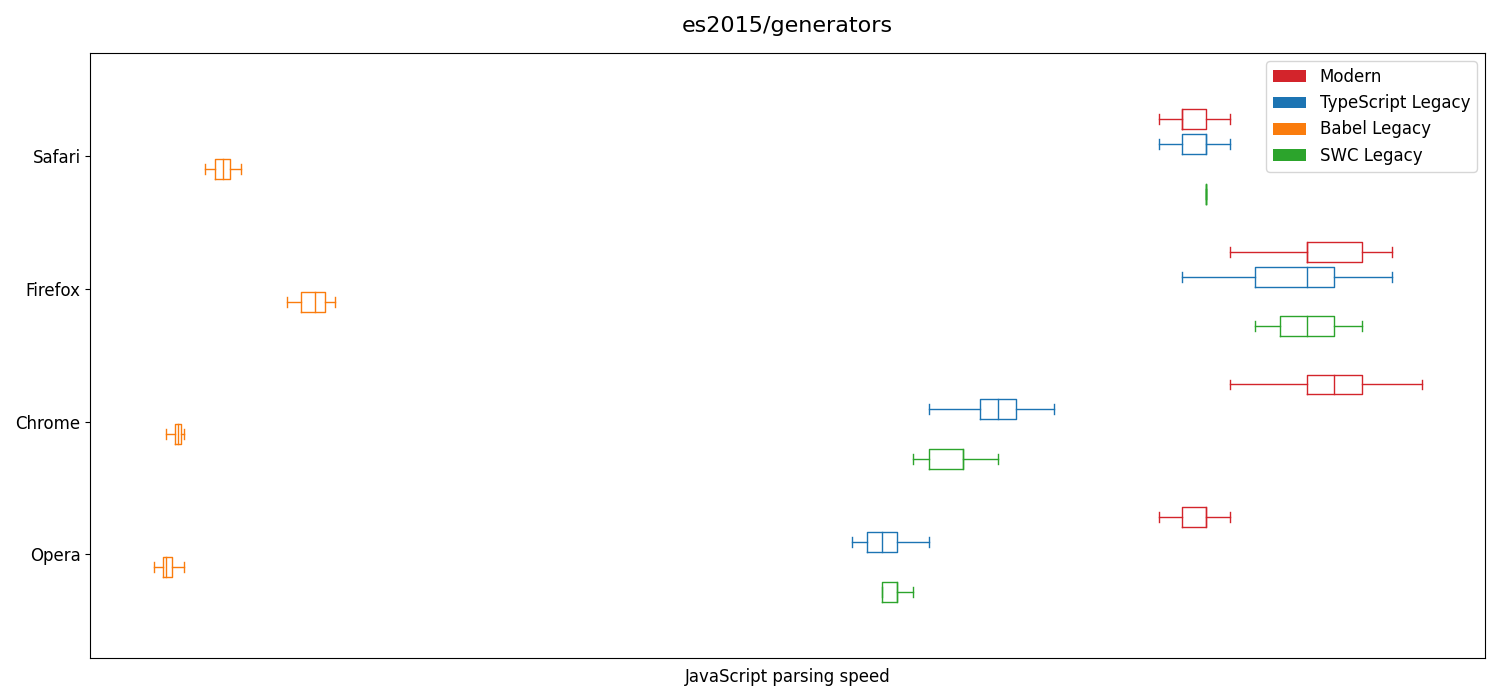 es2015/generators
Modern
TypeScript Legacy
Babel Legacy
SWC Legacy
Safari
Firefox
Chrome
Opera
JavaScript parsing speed